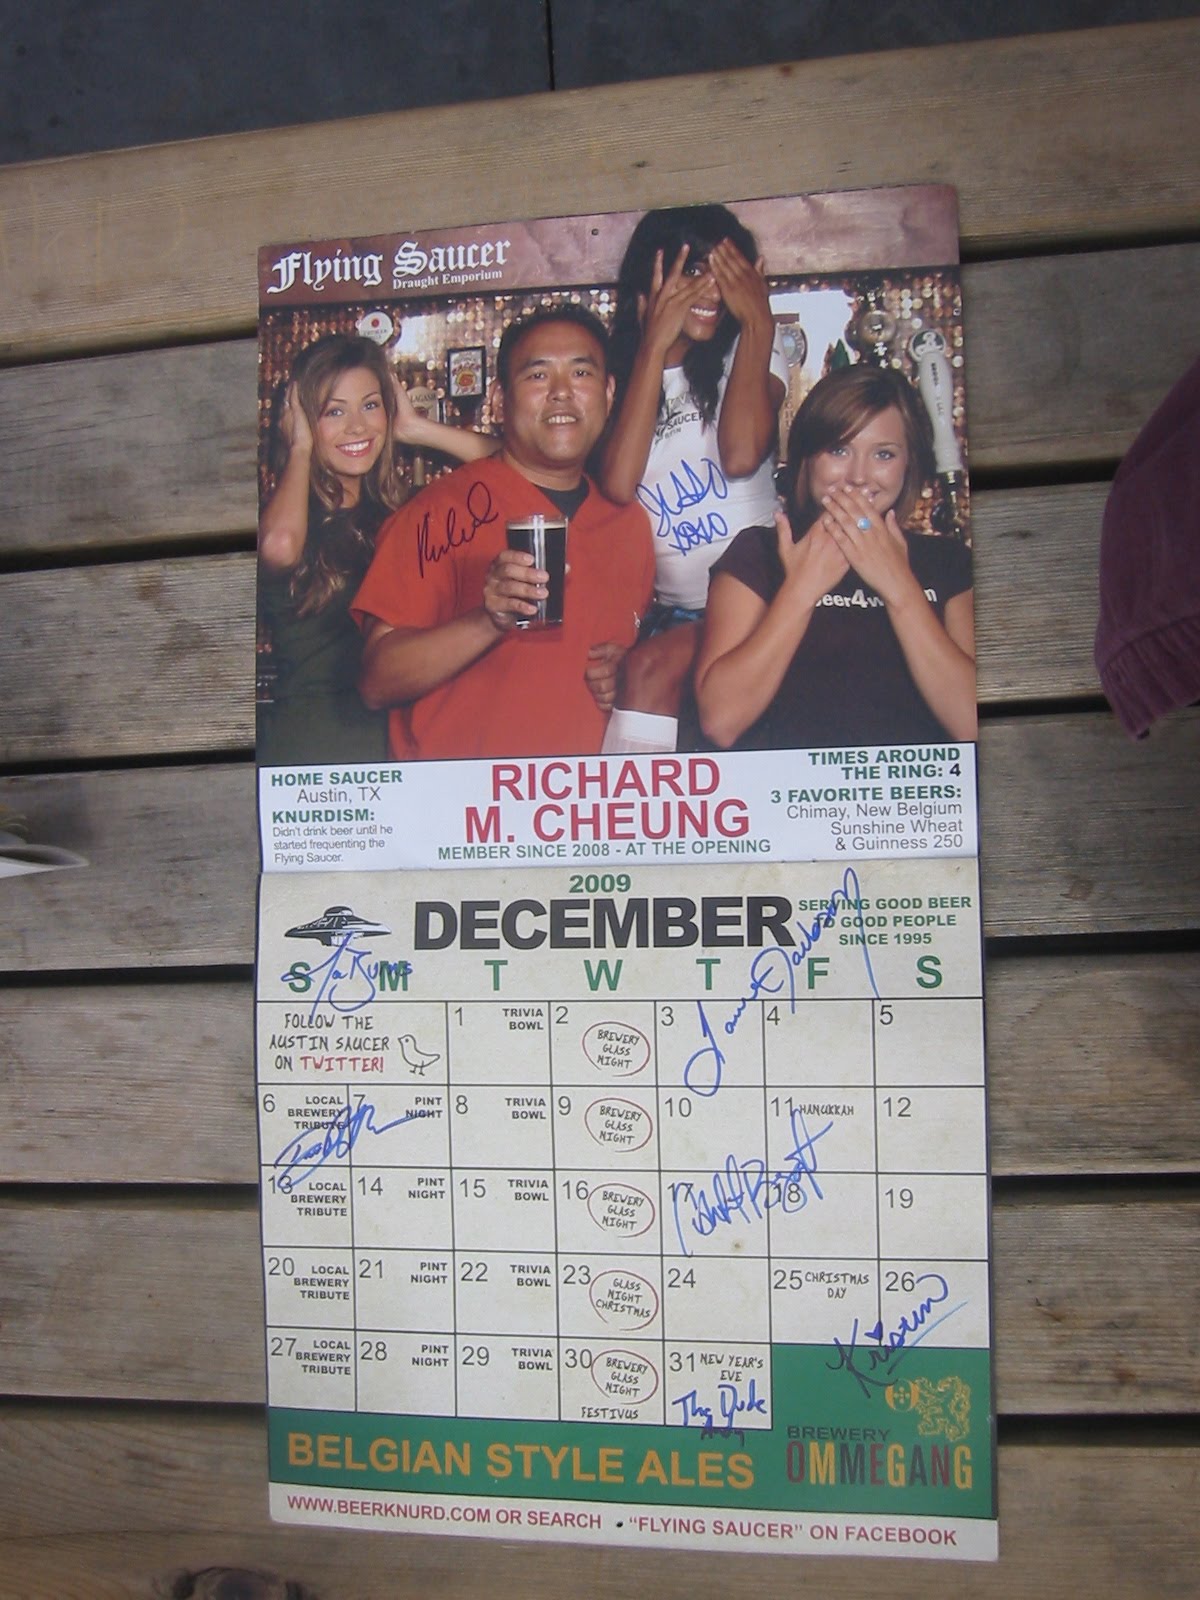 Flying Saucer
Draught Emporium
HOME SAUCER
Austin, TX
KNURDISM:
Didn't drink beer until he
started frequenting the
Flying Saucer.
RICHARD
M. CHEUNG
MEMBER SINCE 2008 - AT THE OPENING
TIMES AROUND
THE RING: 4
3 FAVORITE BEERS:
Chimay, New Belgium
Sunshine Wheat
& Guinness 250
2009
DECEMBER
SERVING GOOD BEER
TO GOOD PEOPLE
SINCE 1995
S M T W T F S
FOLLOW THE
AUSTIN SAUCER
ON TWITTER!
1 TRIVIA BOWL
2 BREWERY GLASS NIGHT
3
4
5
6 LOCAL BREWERY TRIBUTE
7 PINT NIGHT
8 TRIVIA BOWL
9 BREWERY GLASS NIGHT
10
11 HANUKKAH
12
13 LOCAL BREWERY TRIBUTE
14 PINT NIGHT
15 TRIVIA BOWL
16 BREWERY GLASS NIGHT
17
18
19
20 LOCAL BREWERY TRIBUTE
21 PINT NIGHT
22 TRIVIA BOWL
23 GLASS NIGHT CHRISTMAS
24
25 CHRISTMAS DAY
26
Kristen
27 LOCAL BREWERY TRIBUTE
28 PINT NIGHT
29 TRIVIA BOWL
30 BREWERY GLASS NIGHT
FESTIVUS
31 NEW YEAR'S EVE
The Dude
Andy
BELGIAN STYLE ALES
BREWERY
OMMEGANG
WWW.BEERKNURD.COM OR SEARCH • "FLYING SAUCER" ON FACEBOOK